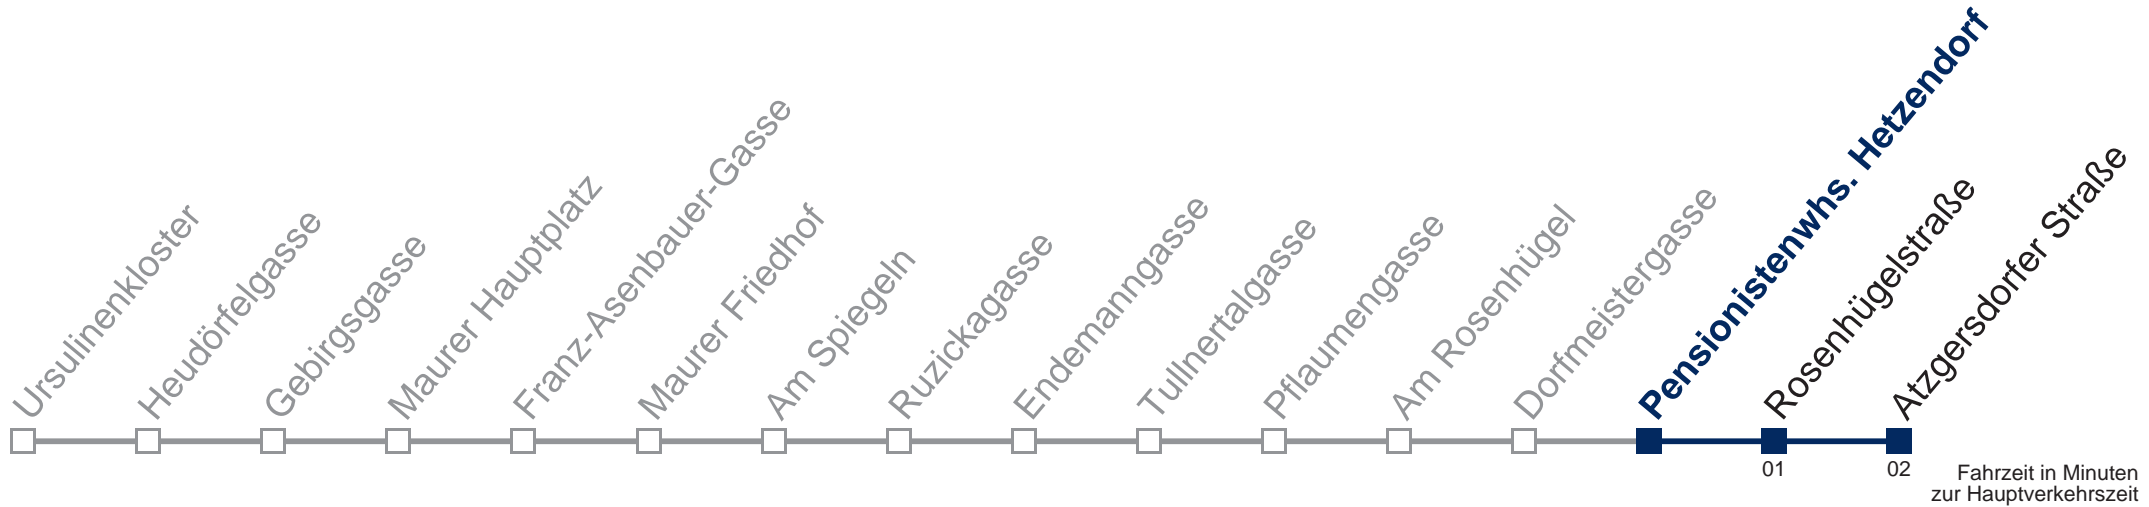 Ursulinenkloster
Heudörfelgasse
Gebirgsgasse
Maurer Hauptplatz
Franz-Asenbauer-Gasse
Maurer Friedhof
Am Spiegeln
Ruzickagasse
Endemanngasse
Tullnertalgasse
Pflaumengasse
Am Rosenhügel
Dorfmeistergasse
Pensionistenwhs. Hetzendorf
Rosenhügelstraße
Atzgersdorfer Straße
01
02
Fahrzeit in Minuten
zur Hauptverkehrszeit